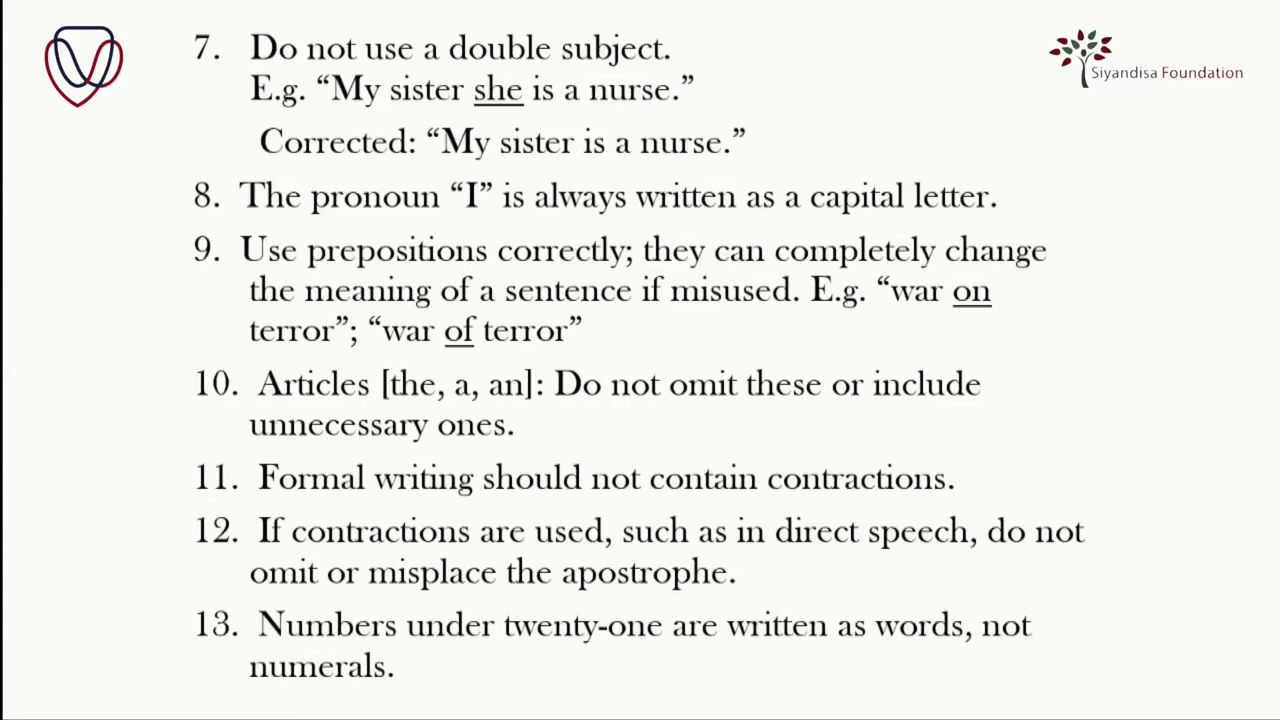 7. Do not use a double subject.
E.g. “My sister she is a nurse.”
Corrected: “My sister is a nurse.”
8. The pronoun “I” is always written as a capital letter.
9. Use prepositions correctly; they can completely change
the meaning of a sentence if misused. E.g. “war on
terror”; “war of terror”
10. Articles [the, a, an]: Do not omit these or include
unnecessary ones.
11. Formal writing should not contain contractions.
12. If contractions are used, such as in direct speech, do not
omit or misplace the apostrophe.
13. Numbers under twenty-one are written as words, not
numerals.
Siyandisa Foundation